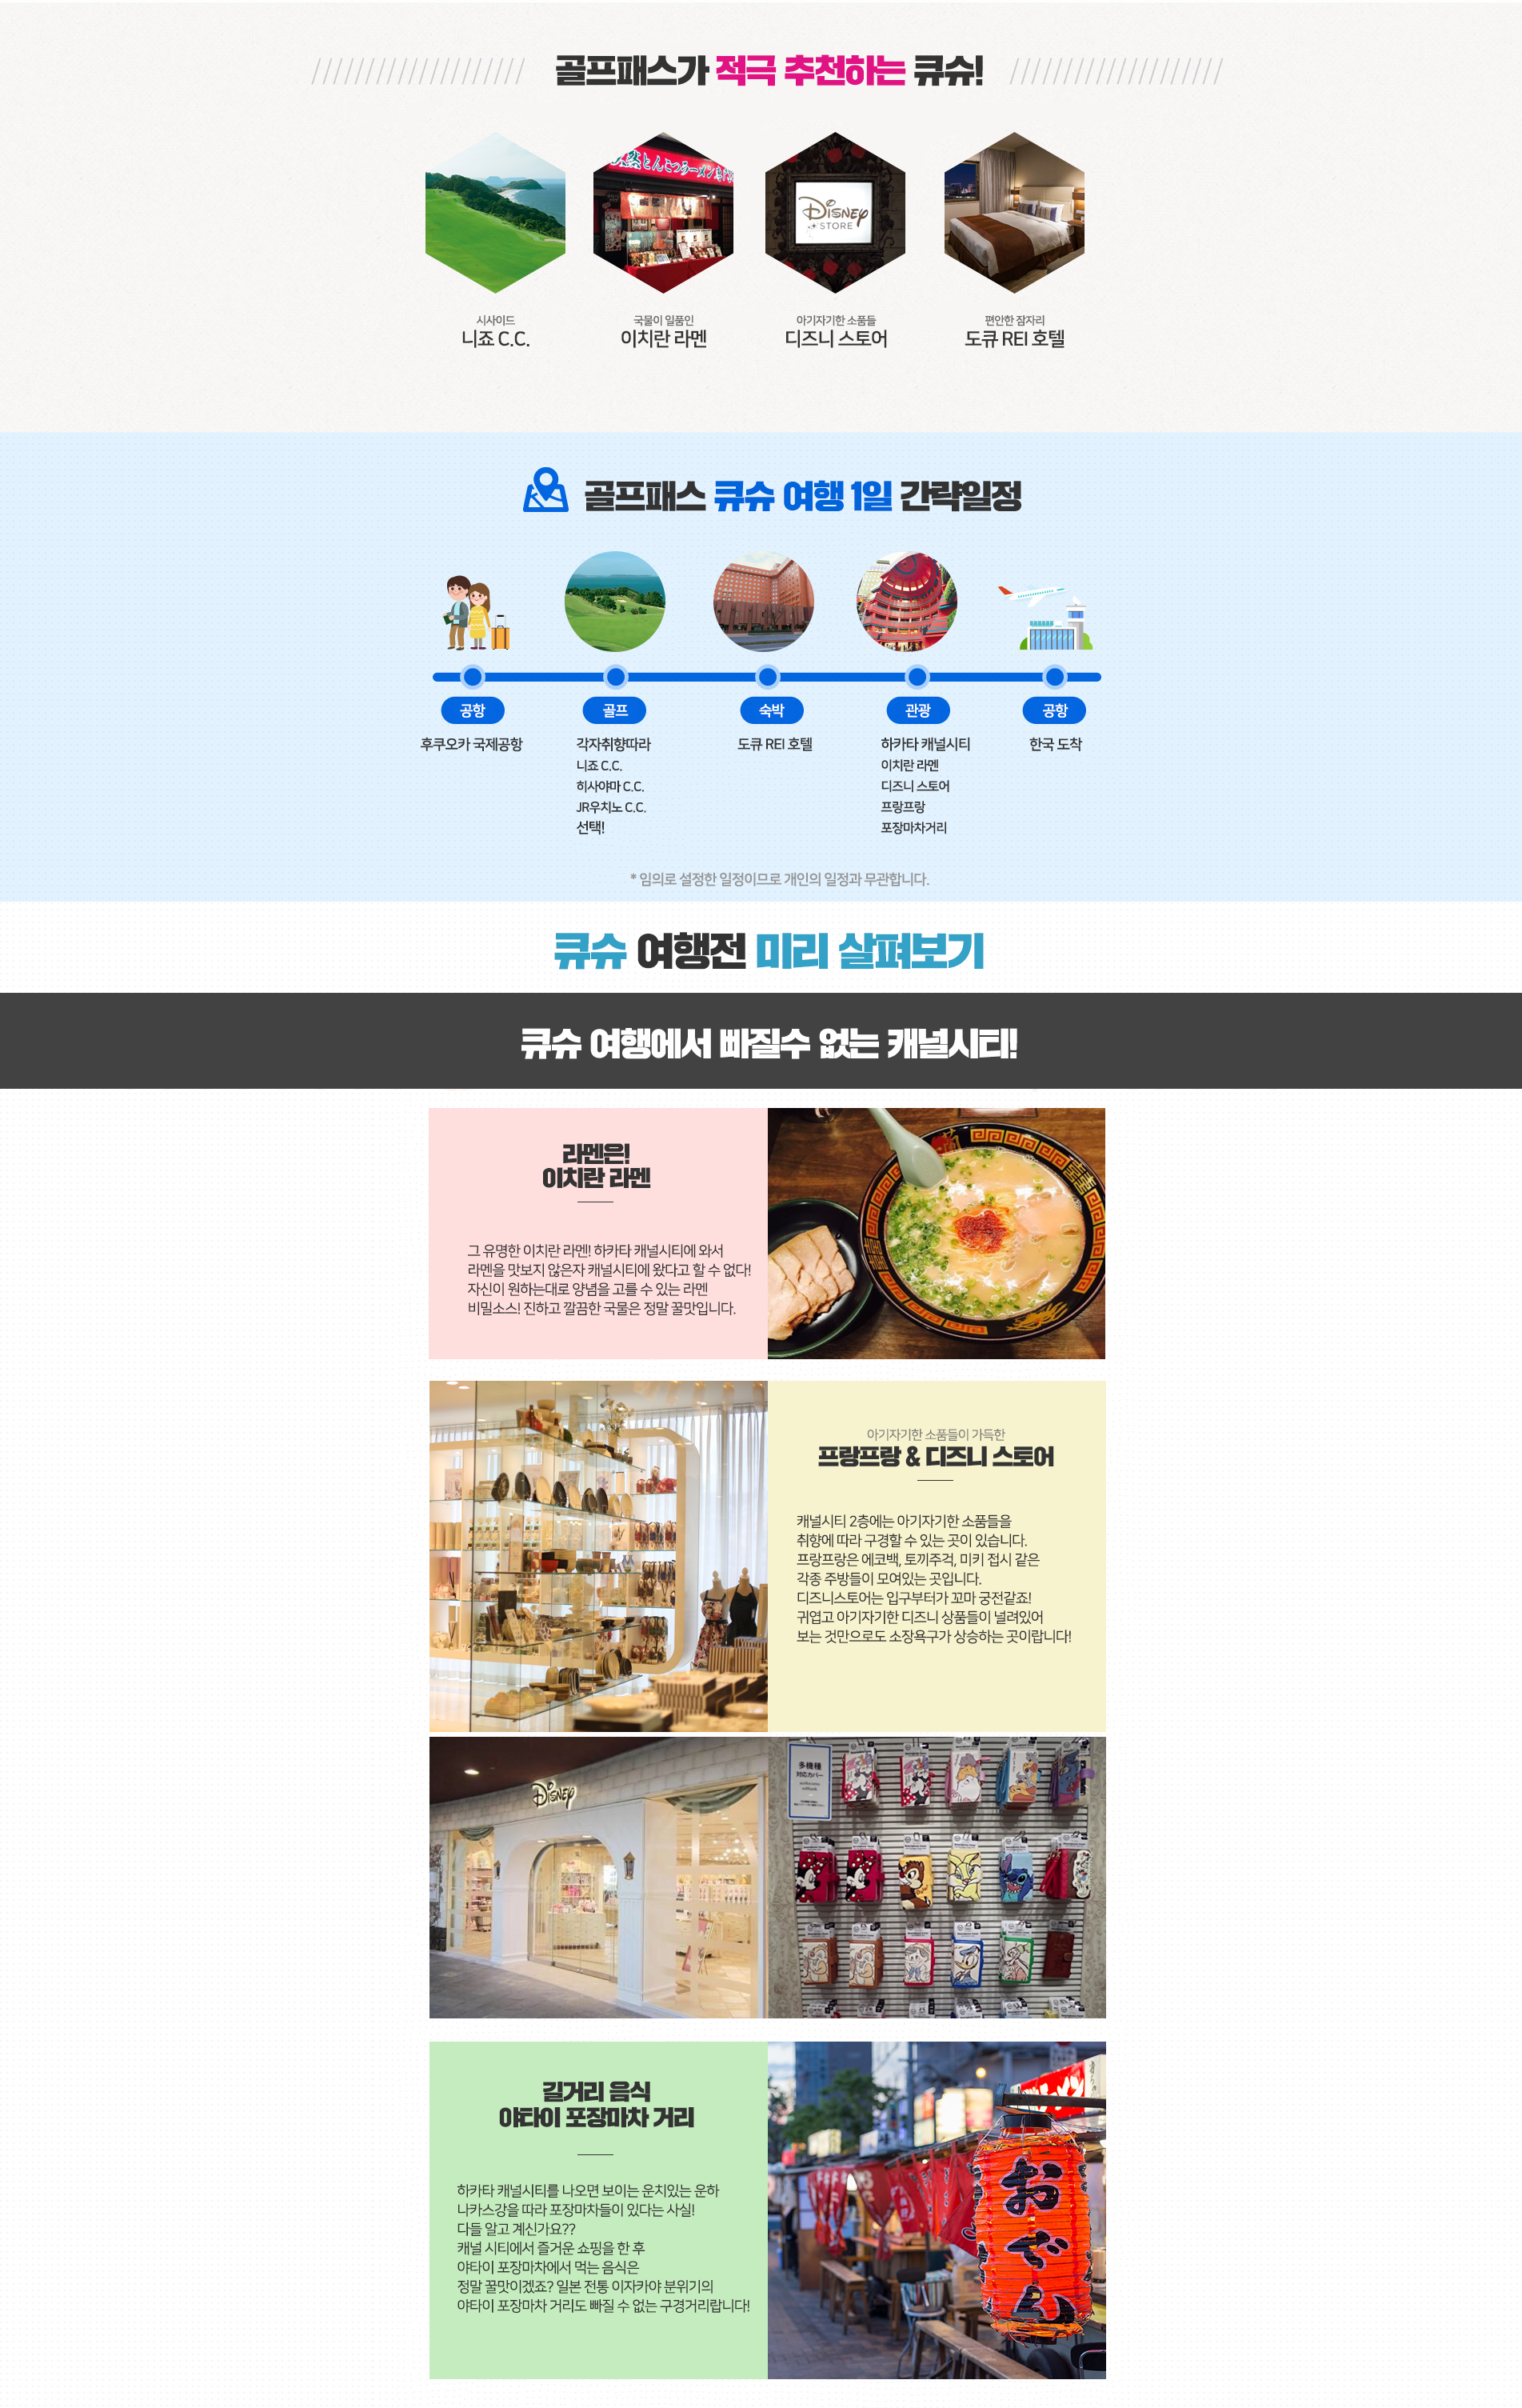 골프패스가 적극 추천하는 큐슈!
天然とんこつラーメン専門店
DISNEY
STORE
시사이드
니죠 C.C.
국물이 일품인
이치란 라멘
아기자기한 소품들
디즈니 스토어
편안한 잠자리
도큐 REI 호텔
골프패스 큐슈 여행 1일 간략일정
공항
후쿠오카 국제공항
골프
각자취향따라
니죠 C.C.
히사야마 C.C.
JR우치노 C.C.
선택!
숙박
도큐 REI 호텔
관광
하카타 캐널시티
이치란 라멘
디즈니 스토어
프랑프랑
포장마차거리
공항
한국 도착
* 임의로 설정한 일정이므로 개인의 일정과 무관합니다.
큐슈 여행전 미리 살펴보기
큐슈 여행에서 빠질수 없는 캐널시티!
라멘은!
이치란 라멘
그 유명한 이치란 라멘! 하카타 캐널시티에 와서
라멘을 맛보지 않은자 캐널시티에 왔다고 할 수 없다!
자신이 원하는대로 양념을 고를 수 있는 라멘
비밀소스! 진하고 깔끔한 국물은 정말 꿀맛입니다.
아기자기한 소품들이 가득한
프랑프랑 & 디즈니 스토어
캐널시티 2층에는 아기자기한 소품들을
취향에 따라 구경할 수 있는 곳이 있습니다.
프랑프랑은 에코백, 토끼주걱, 미키 접시 같은
각종 주방들이 모여있는 곳입니다.
디즈니스토어는 입구부터가 꼬마 궁전같죠!
귀엽고 아기자기한 디즈니 상품들이 널려있어
보는 것만으로도 소장욕구가 상승하는 곳이랍니다!
DISNEY
多機種
対応カバー
길거리 음식
야타이 포장마차 거리
하카타 캐널시티를 나오면 보이는 운치있는 운하
나카스강을 따라 포장마차들이 있다는 사실!
다들 알고 계신가요??
캐널 시티에서 즐거운 쇼핑을 한 후
야타이 포장마차에서 먹는 음식은
정말 꿀맛이겠죠? 일본 전통 이자카야 분위기의
야타이 포장마차 거리도 빠질 수 없는 구경거리랍니다!
おでん